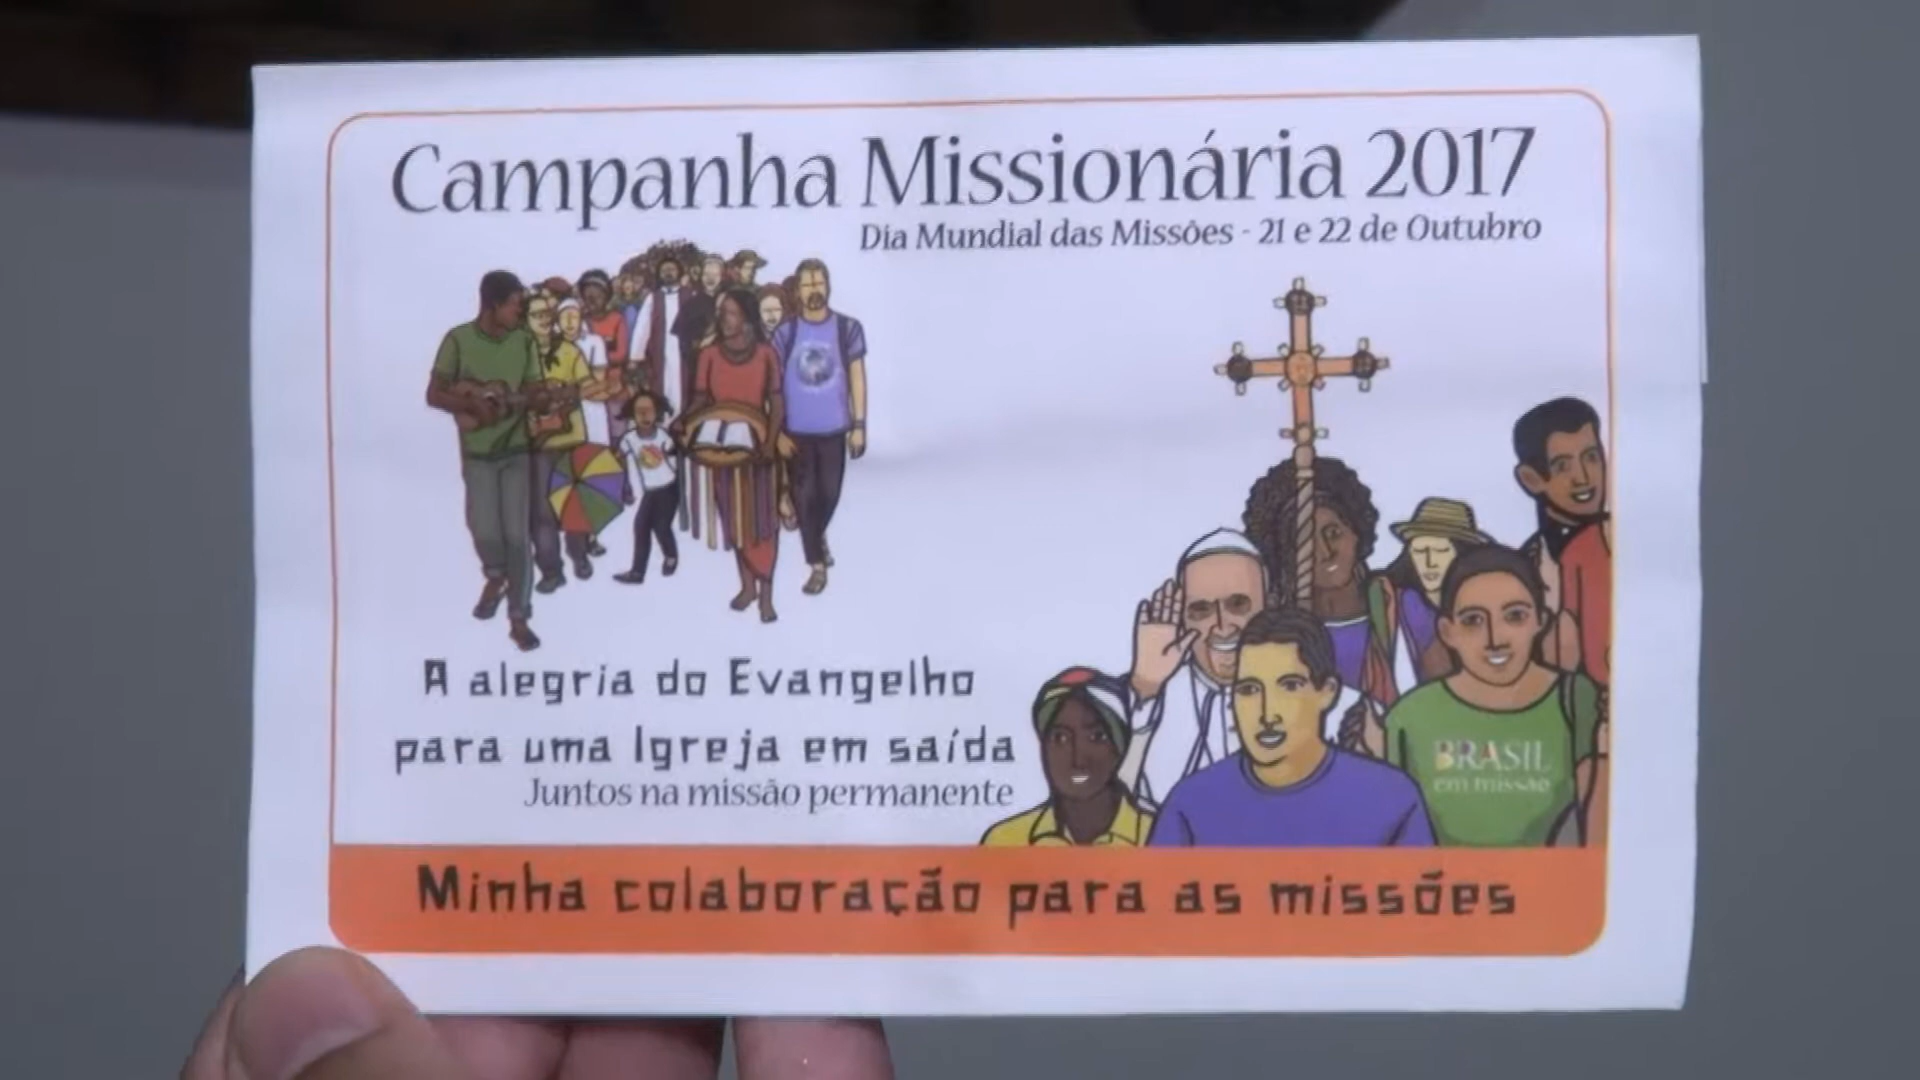 Campanha Missionária 2017
Dia Mundial das Missões - 21 e 22 de Outubro
A alegria do Evangelho
para uma Igreja em saída
Juntos na missão permanente
BRASIL
em missão
Minha colaboração para as missões